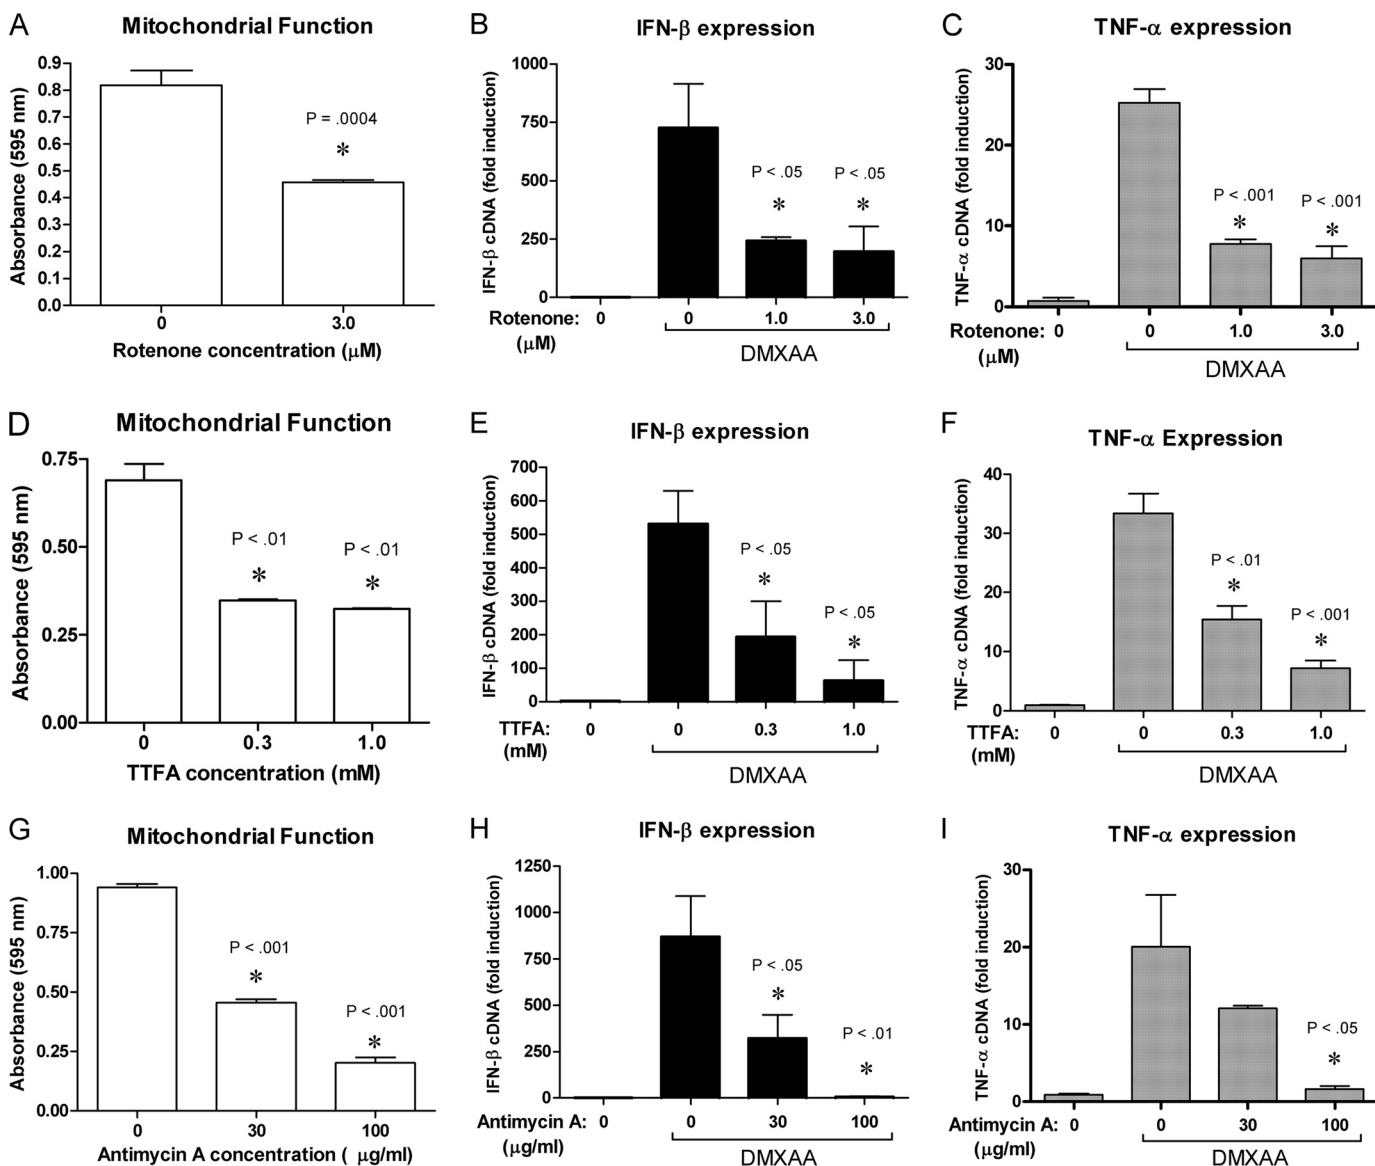 A
Mitochondrial Function
Absorbance (595 nm)
0.9
0.8
0.7
0.6
0.5
0.4
0.3
0.2
0.1
0.0
P = .0004
*
0
3.0
Rotenone concentration (μM)
B
IFN-β expression
IFN-β cDNA (fold induction)
1000
750
500
250
0
P < .05
P < .05
*
*
Rotenone: 0 0 1.0 3.0
(μM)
DMXAA
C
TNF-α expression
TNF-α cDNA (fold induction)
30
20
10
0
P < .001
P < .001
*
*
Rotenone: 0 0 1.0 3.0
(μM)
DMXAA
D
Mitochondrial Function
Absorbance (595 nm)
0.75
0.50
0.25
0.00
P < .01
P < .01
*
*
0 0.3 1.0
TTFA concentration (mM)
E
IFN-β expression
IFN-β cDNA (fold induction)
700
600
500
400
300
200
100
0
P < .05
*
P < .05
*
TTFA: 0 0 0.3 1.0
(mM)
DMXAA
F
TNF-α Expression
TNF-α cDNA (fold induction)
40
30
20
10
0
P < .01
*
P < .001
*
TTFA: 0 0 0.3 1.0
(mM)
DMXAA
G
Mitochondrial Function
Absorbance (595 nm)
1.00
0.75
0.50
0.25
0.00
P < .001
*
P < .001
*
0 30 100
Antimycin A concentration ( μg/ml)
H
IFN-β expression
IFN-β cDNA (fold induction)
1250
1000
750
500
250
0
P < .05
*
P < .01
*
Antimycin A: 0 0 30 100
(μg/ml)
DMXAA
I
TNF-α expression
TNF-α cDNA (fold induction)
30
20
10
0
P < .05
*
Antimycin A: 0 0 30 100
(μg/ml)
DMXAA